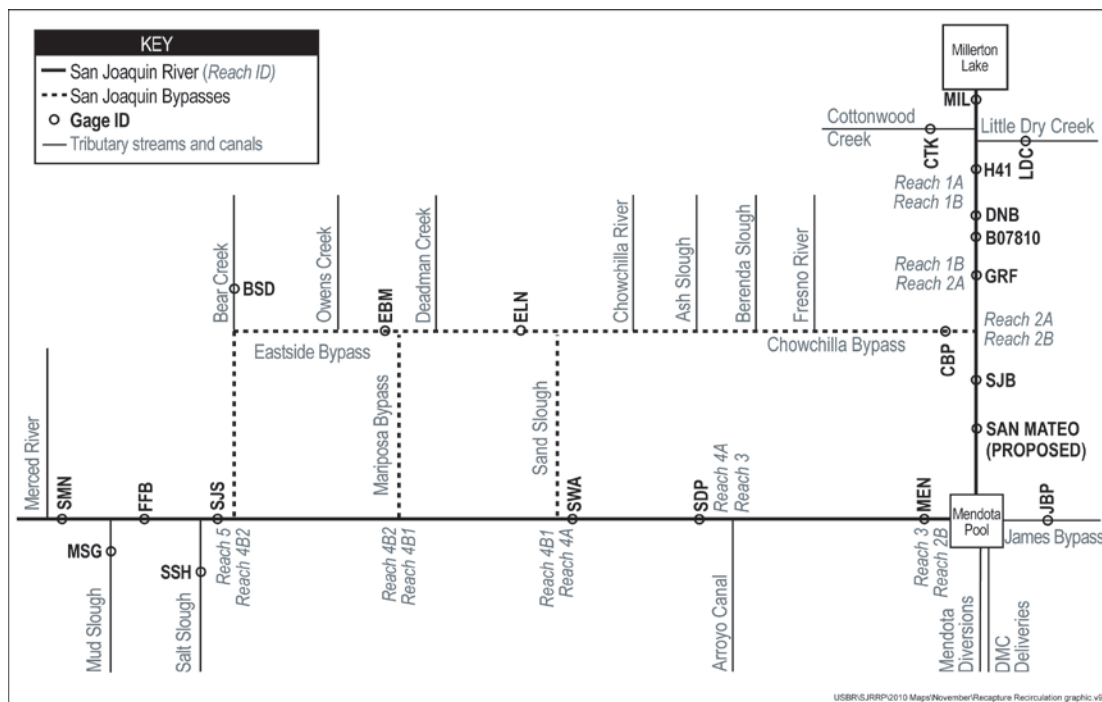 KEY
San Joaquin River (Reach ID)
San Joaquin Bypasses
Gage ID
Tributary streams and canals
Millerton
Lake
MIL
Cottonwood
Creek
CTK
Little Dry Creek
LDC
H41
Reach 1A
Reach 1B
DNB
B07810
Reach 1B
Reach 2A
GRF
Bear Creek
BSD
Owens Creek
EBM
Deadman Creek
ELN
Chowchilla River
Ash Slough
Berenda Slough
Fresno River
Reach 2A
Reach 2B
Eastside Bypass
Chowchilla Bypass
CBP
SJB
Mariposa Bypass
Sand Slough
SAN MATEO
(PROPOSED)
Merced River
SMN
FFB
SJS
SWA
SDP
Reach 4A
Reach 3
MEN
Mendota
Pool
JBP
James Bypass
MSG
SSH
Reach 5
Reach 4B2
Reach 4B2
Reach 4B1
Reach 4B1
Reach 4A
Reach 3
Reach 2B
Mud Slough
Salt Slough
Arroyo Canal
Mendota
Diversions
DMC
Deliveries
USBR\SJRRP\2010 Maps\November\Recapture Recirculation graphic.v9